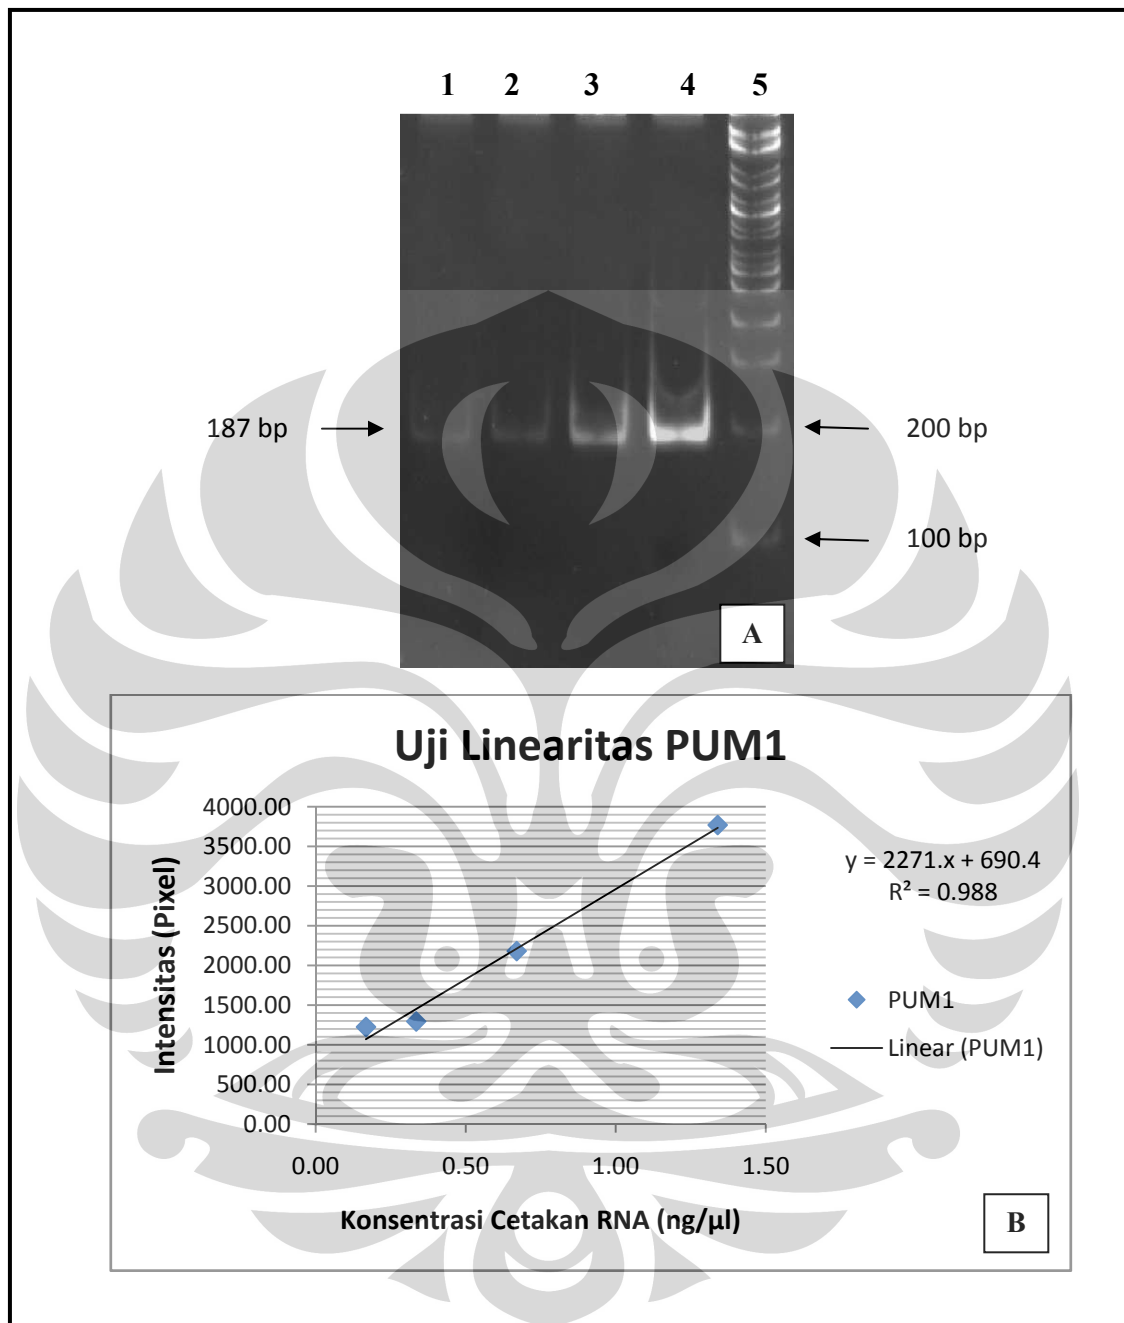 1 2 3 4 5
187 bp
200 bp
100 bp
A
Uji Linearitas PUM1
4000.00
3500.00
3000.00
2500.00
2000.00
1500.00
1000.00
500.00
0.00
Intensitas (Pixel)
0.00 0.50 1.00 1.50
Konsentrasi Cetakan RNA (ng/µl)
y = 2271.x + 690.4
R² = 0.988
PUM1
Linear (PUM1)
B